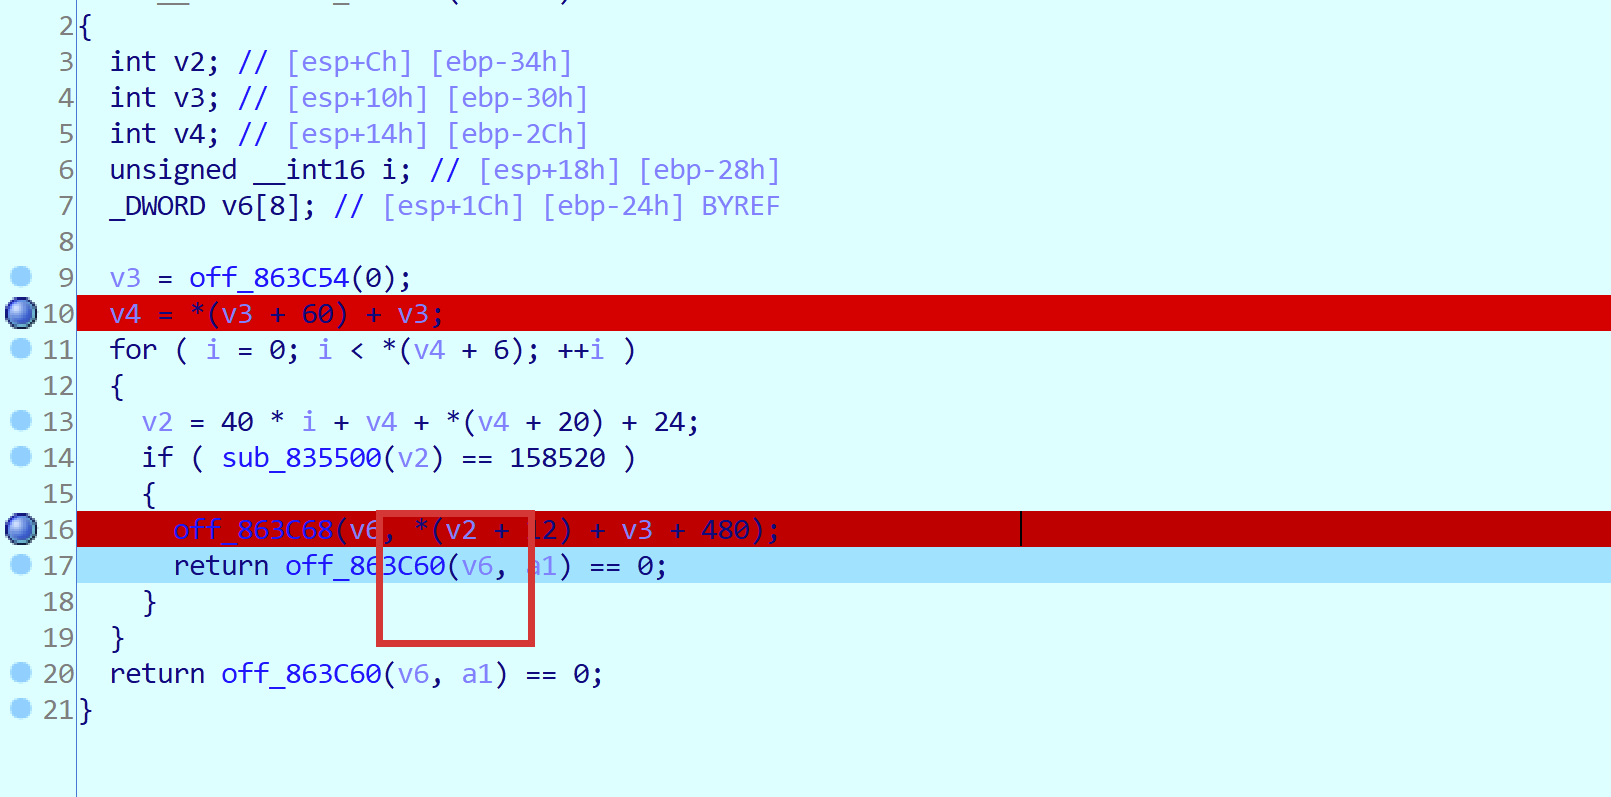 2 {
3 int v2; // [esp+Ch] [ebp-34h]
4 int v3; // [esp+10h] [ebp-30h]
5 int v4; // [esp+14h] [ebp-2Ch]
6 unsigned __int16 i; // [esp+18h] [ebp-28h]
7 _DWORD v6[8]; // [esp+1Ch] [ebp-24h] BYREF
8
9 v3 = off_863C54(0);
10 v4 = *(v3 + 60) + v3;
11 for ( i = 0; i < *(v4 + 6); ++i )
12 {
13 v2 = 40 * i + v4 + *(v4 + 20) + 24;
14 if ( sub_835500(v2) == 158520 )
15 {
16 off_863C68(v6, *(v2 + 12) + v3 + 480);
17 return off_863C60(v6, a1) == 0;
18 }
19 }
20 return off_863C60(v6, a1) == 0;
21 }